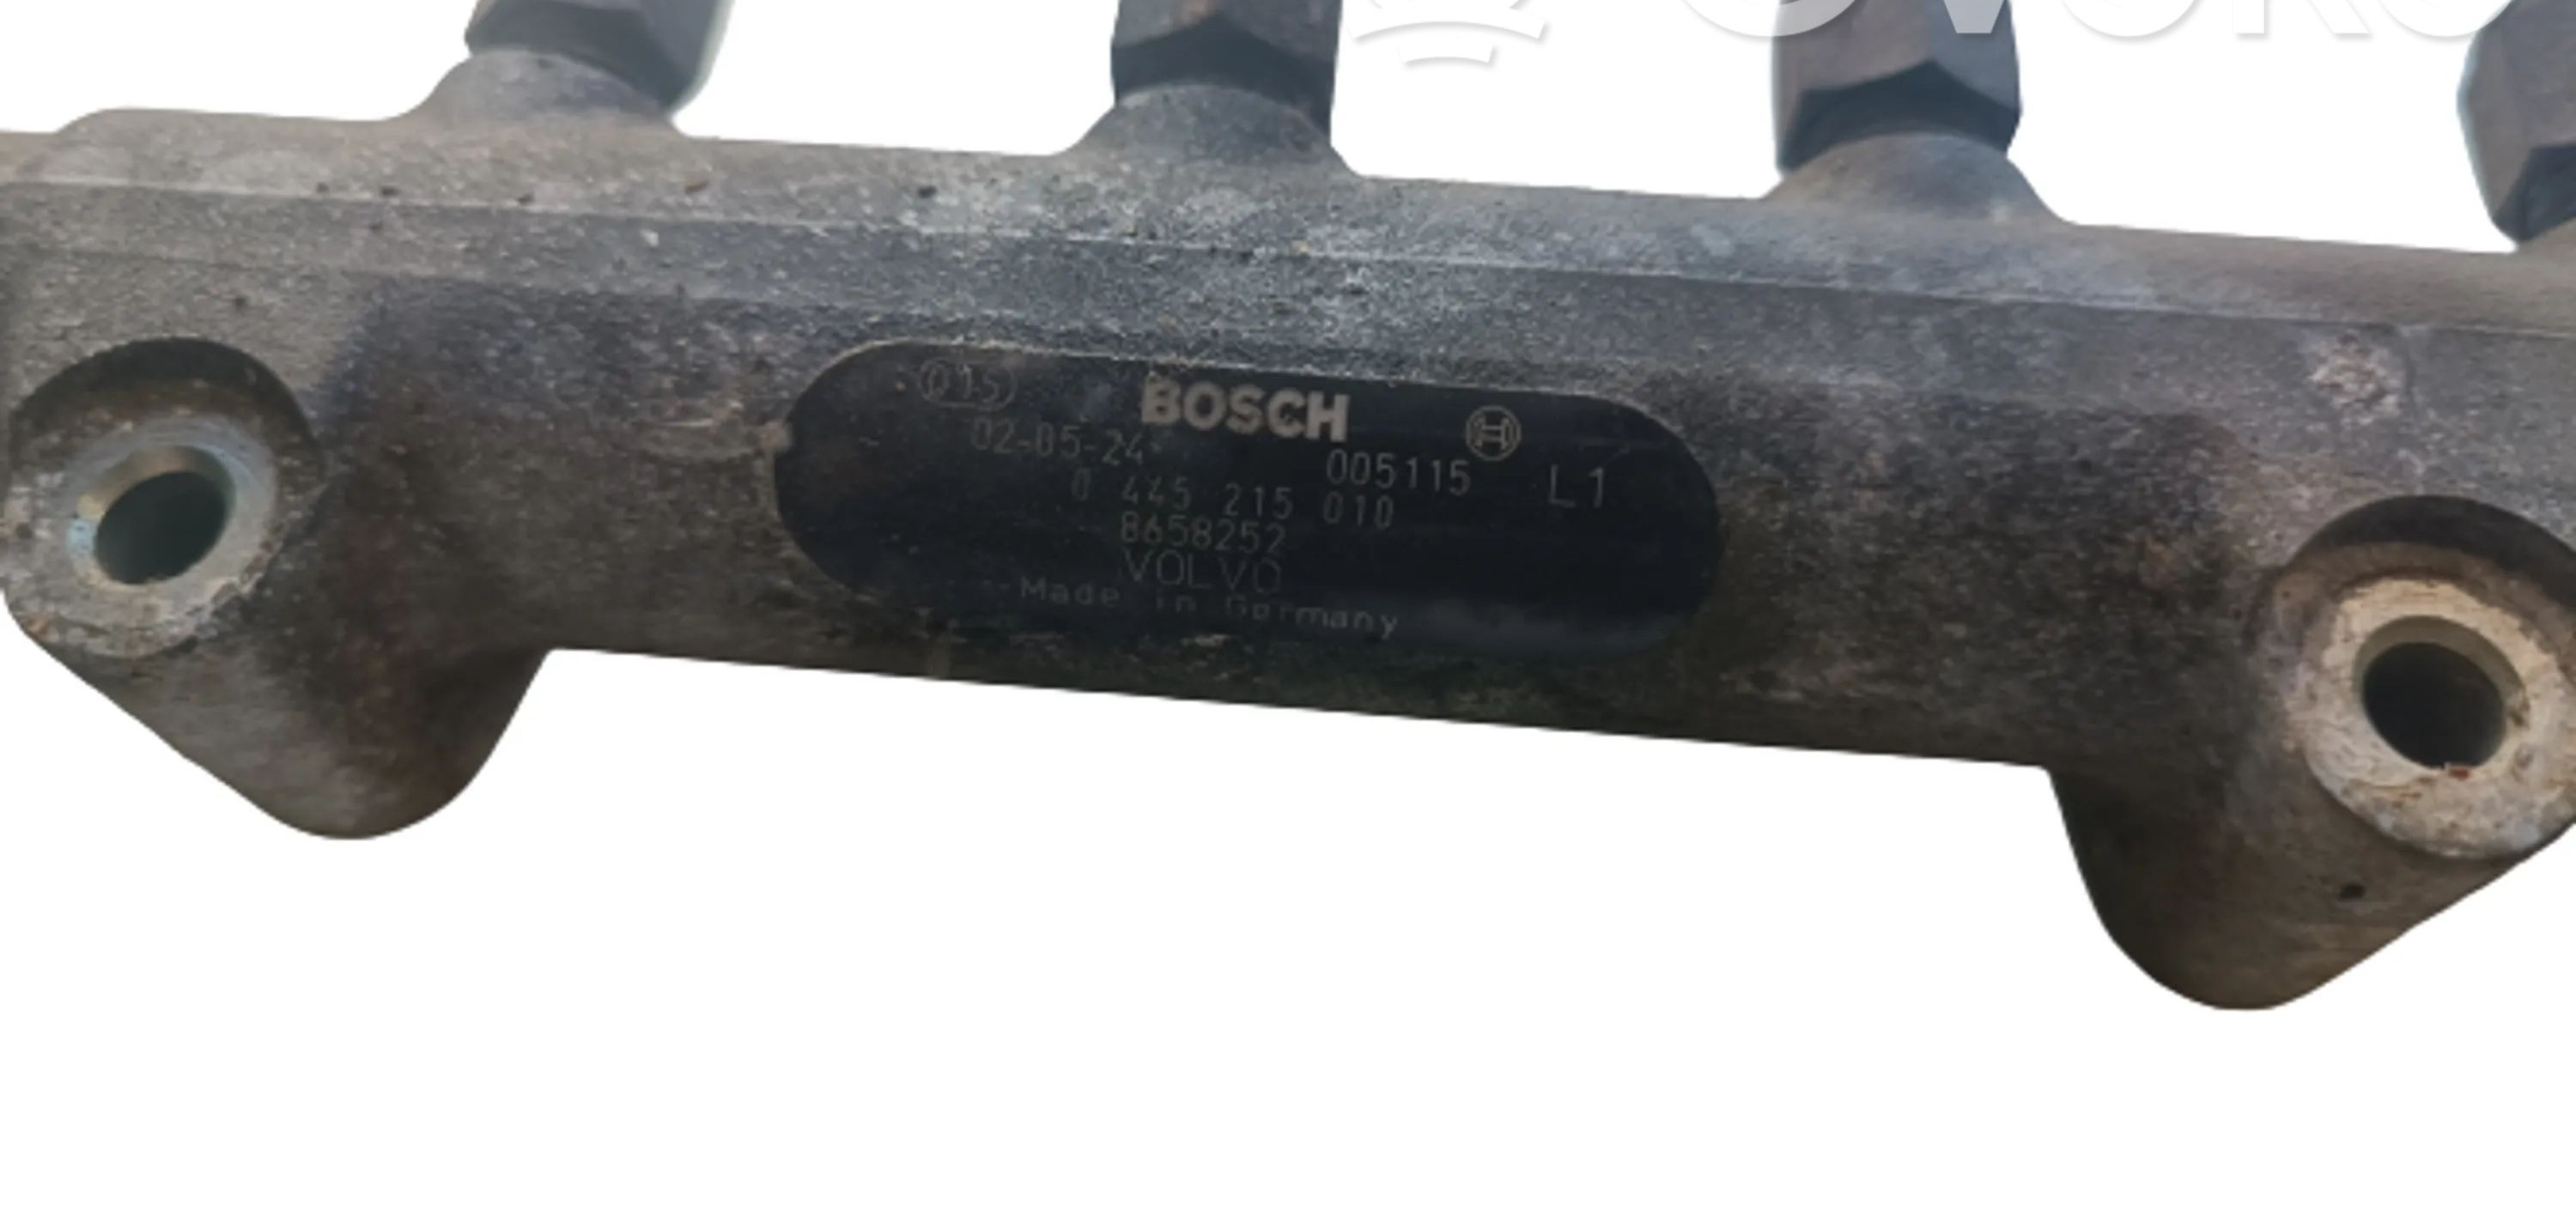 015
BOSCH
02-05-24
005115 L1
0 445 215 010
8658252
VOLVO
Made in Germany